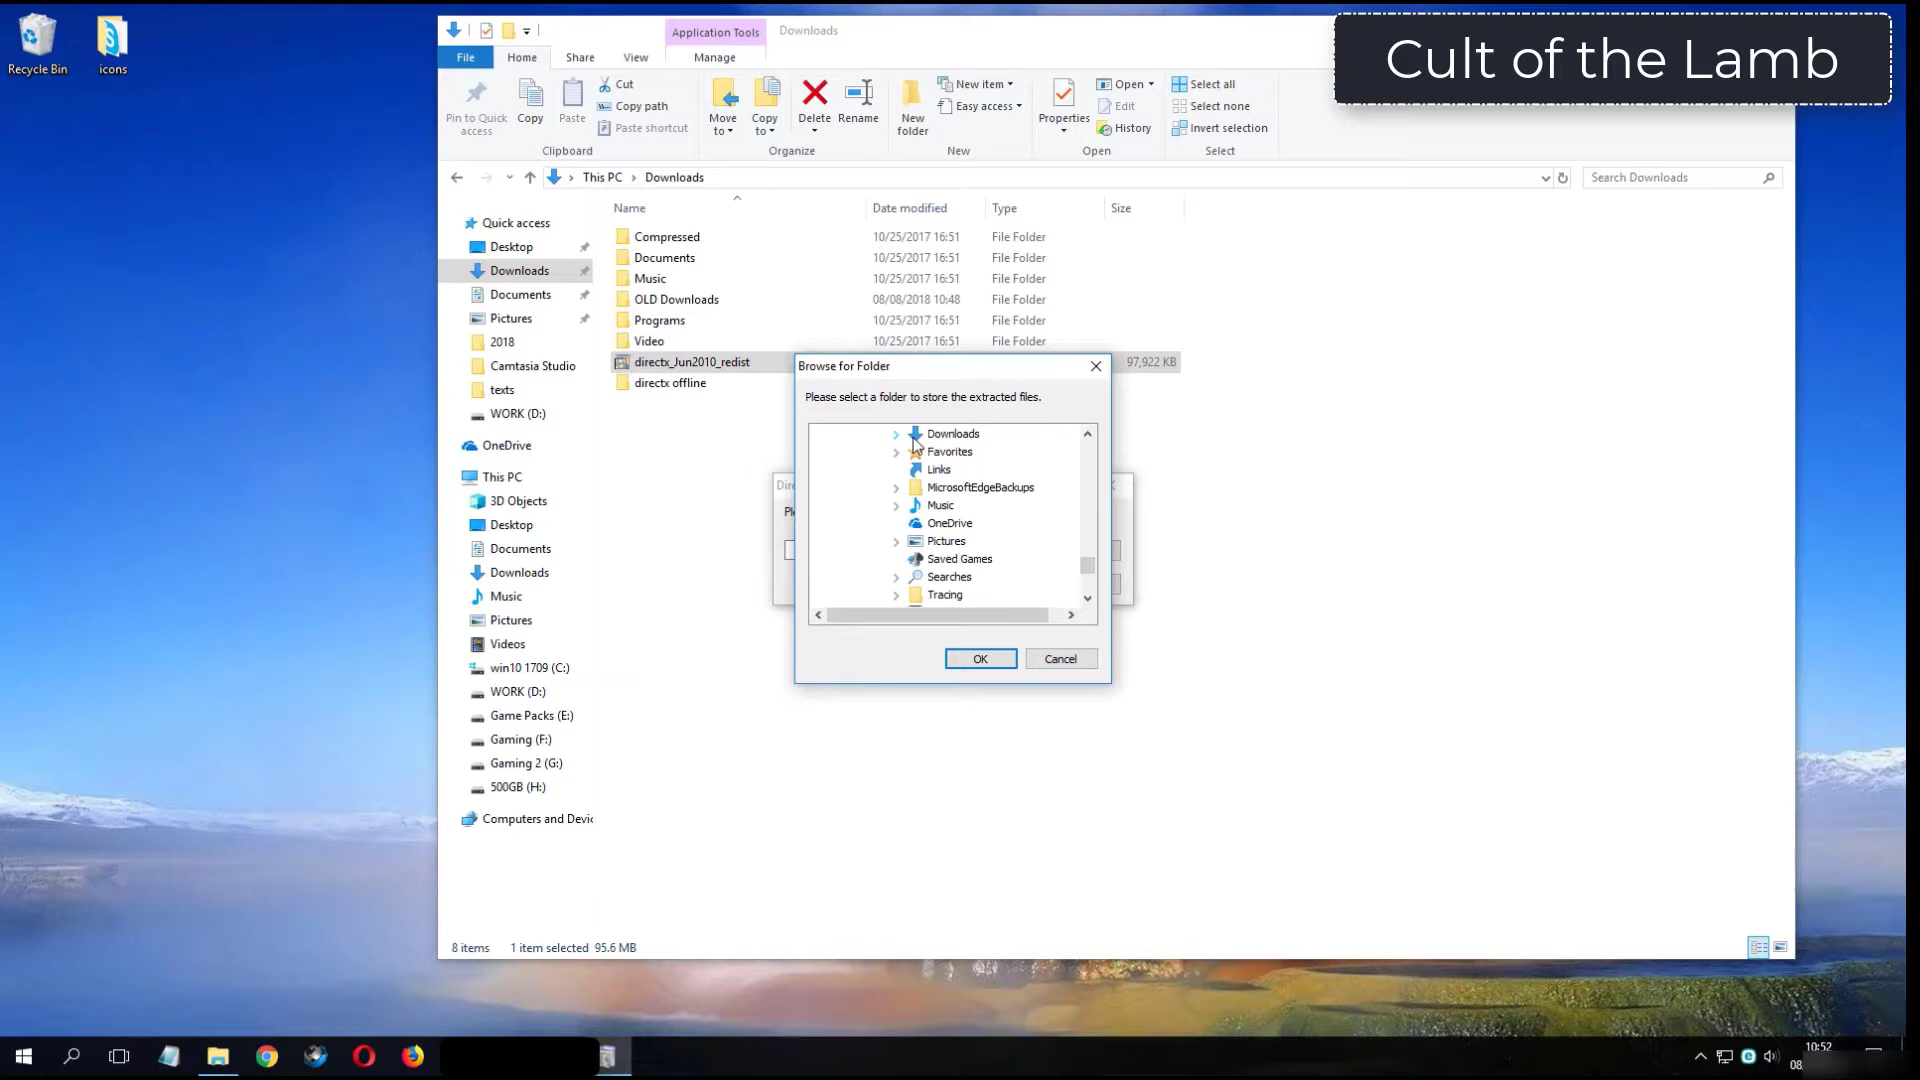 Recycle Bin
icons
Application Tools
Downloads
Cult of the Lamb
File
Home
Share
View
Manage
Pin to Quick access
Copy
Paste
Cut
Copy path
Paste shortcut
Clipboard
Move to
Copy to
Delete
Rename
Organize
New folder
New item
Easy access
New
Properties
Open
Edit
History
Open
Select all
Select none
Invert selection
Select
This PC > Downloads
Search Downloads
Name
Date modified
Type
Size
Quick access
Desktop
Downloads
Documents
Pictures
2018
Camtasia Studio
texts
WORK (D:)
OneDrive
This PC
3D Objects
Desktop
Documents
Downloads
Music
Pictures
Videos
win10 1709 (C:)
WORK (D:)
Game Packs (E:)
Gaming (F:)
Gaming 2 (G:)
500GB (H:)
Computers and Devic
Compressed 10/25/2017 16:51 File Folder
Documents 10/25/2017 16:51 File Folder
Music 10/25/2017 16:51 File Folder
OLD Downloads 08/08/2018 10:48 File Folder
Programs 10/25/2017 16:51 File Folder
Video 10/25/2017 16:51 File Folder
directx_Jun2010_redist 97,922 KB
directx offline
Browse for Folder
Please select a folder to store the extracted files.
Downloads
Favorites
Links
MicrosoftEdgeBackups
Music
OneDrive
Pictures
Saved Games
Searches
Tracing
OK
Cancel
Dire
Ple
8 items 1 item selected 95.6 MB
10:52
08